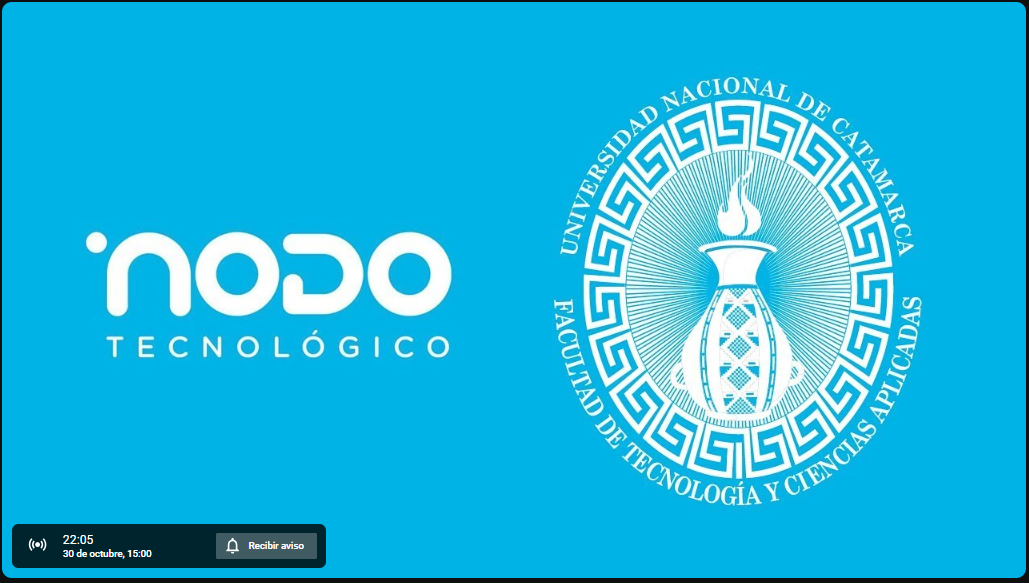 NODO
TECNOLÓGICO
UNIVERSIDAD NACIONAL DE CATAMARCA
FACULTAD DE TECNOLOGÍA Y CIENCIAS APLICADAS
22:05
30 de octubre, 15:00
Recibir aviso